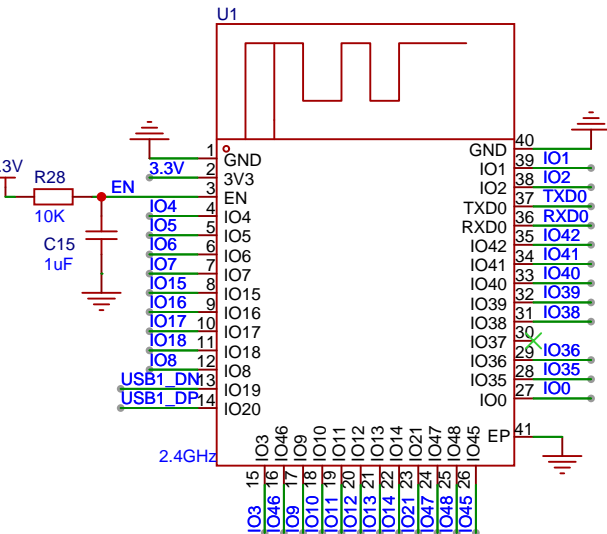 U1
1
GND
3.3V
2
3V3
.3V
R28
10K
EN
3
EN
C15
1uF
IO4
4
IO4
IO5
5
IO5
IO6
6
IO6
IO7
7
IO7
IO15
8
IO15
IO16
9
IO16
IO17
10
IO17
IO18
11
IO18
IO8
12
IO8
USB1_DN
13
IO19
USB1_DP
14
IO20
2.4GHz
GND
40
IO1
39
IO1
IO2
38
IO2
TXD0
37
TXD0
RXD0
36
RXD0
IO42
35
IO42
IO41
34
IO41
IO40
33
IO40
IO39
32
IO39
IO38
31
IO38
IO37
30
IO36
29
IO36
IO35
28
IO35
IO0
27
IO0
EP
41
IO3
15
IO3
IO46
16
IO46
IO9
17
IO9
IO10
18
IO10
IO11
19
IO11
IO12
20
IO12
IO13
21
IO13
IO14
22
IO14
IO21
23
IO21
IO47
24
IO47
IO48
25
IO48
IO45
26
IO45